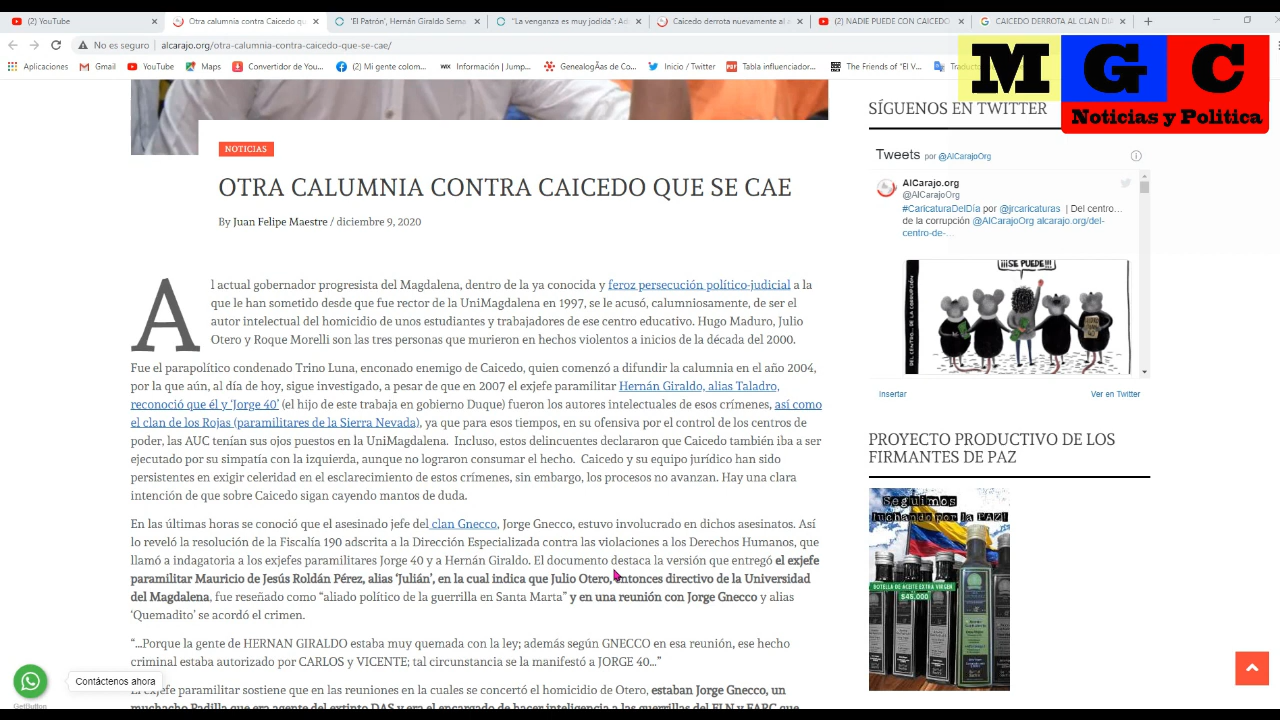 (2) YouTube
Otra calumnia contra Caicedo qu
'El Patrón', Hernán Giraldo Serna
"La venganza es muy jodida": Ad
Caicedo derrota nuevamente al a
(2) NADIE PUEDE CON CAICEDO
CAICEDO DERROTA AL CLAN DIA
No es seguro
alcarajo.org/otra-calumnia-contra-caicedo-que-se-cae/
Aplicaciones
Gmail
YouTube
Maps
Convertidor de You...
(2) Mi gente colom...
Información | Jump...
GenealogÃas de Co...
Inicio / Twitter
Tabla influenciador...
The Friends of "El V...
MGC
Noticias y Politica
NOTICIAS
OTRA CALUMNIA CONTRA CAICEDO QUE SE CAE
By Juan Felipe Maestre / diciembre 9, 2020
Al actual gobernador progresista del Magdalena, dentro de la ya conocida y feroz persecución político-judicial a la
que le han sometido desde que fue rector de la UniMagdalena en 1997, se le acusó, calumniosamente, de ser el
autor intelectual del homicidio de unos estudiantes y trabajadores de ese centro educativo. Hugo Maduro, Julio
Otero y Roque Morelli son las tres personas que murieron en hechos violentos a inicios de la década del 2000.
Fue el parapolítico condenado Trino Luna, enconado enemigo de Caicedo, quien comenzó a difundir la calumnia en el año 2004,
por la que aún, al día de hoy, sigue investigado, a pesar de que en 2007 el exjefe paramilitar Hernán Giraldo, alias Taladro,
reconoció que él y 'Jorge 40' (el hijo de este trabaja en gobierno Duque) fueron los autores intelectuales de esos crímenes, así como
el clan de los Rojas (paramilitares de la Sierra Nevada), ya que para esos tiempos, en su ofensiva por el control de los centros de
poder, las AUC tenían sus ojos puestos en la UniMagdalena. Incluso, estos delincuentes declararon que Caicedo también iba a ser
ejecutado por su simpatía con la izquierda, aunque no lograron consumar el hecho. Caicedo y su equipo jurídico han sido
persistentes en exigir celeridad en el esclarecimiento de estos crímenes, sin embargo, los procesos no avanzan. Hay una clara
intención de que sobre Caicedo sigan cayendo mantos de duda.
En las últimas horas se conoció que el asesinado jefe del clan Gnecco, Jorge Gnecco, estuvo involucrado en dichos asesinatos. Así
lo reveló la resolución de la Fiscalía 190 adscrita a la Dirección Especializada contra las violaciones a los Derechos Humanos, que
llamó a indagatoria a los exjefes paramilitares Jorge 40 y a Hernán Giraldo. El documento destaca la versión que entregó el exjefe
paramilitar Mauricio de Jesús Roldán Pérez, alias 'Julián', en la cual indica que Julio Otero, entonces directivo de la Universidad
del Magdalena, fue señalado como "aliado político de la guerrilla en Santa Marta" y en una reunión con Jorge Gnecco y alias
'Quemadito' se acordó el crimen.
"...Porque la gente de HERNAN GIRALDO estaba muy quemada con la ley; además según GNECCO en esa reunión, ese hecho
criminal estaba autorizado por CARLOS y VICENTE; tal circunstancia se la manifestó a JORGE 40..."
El exjefe paramilitar sostiene que en las reuniones en la cuales se concertó el homicidio de Otero, estaban Jorge Gnecco, un
muchacho Padilla que era agente del extinto DAS y era el encargado de hacer inteligencia a las guerrillas del ELN y FARC que
SÍGUENOS EN TWITTER
Tweets por @AlCarajoOrg
AlCarajo.org
@AlCarajoOrg
#CaricaturaDelDía por @jrcaricaturas | Del centro...
de la corrupción @AlCarajoOrg alcarajo.org/del-
centro-de-...
¡¡¡SE PUEDE!!!
DEL CENTRO... DE LA CORRUPCIÓN
Insertar
Ver en Twitter
PROYECTO PRODUCTIVO DE LOS
FIRMANTES DE PAZ
Seguimos
luchando por la PAZ!
BOTELLA DE ACEITE EXTRA VIRGEN
$48.000
Contáctenos ahora
GetButton